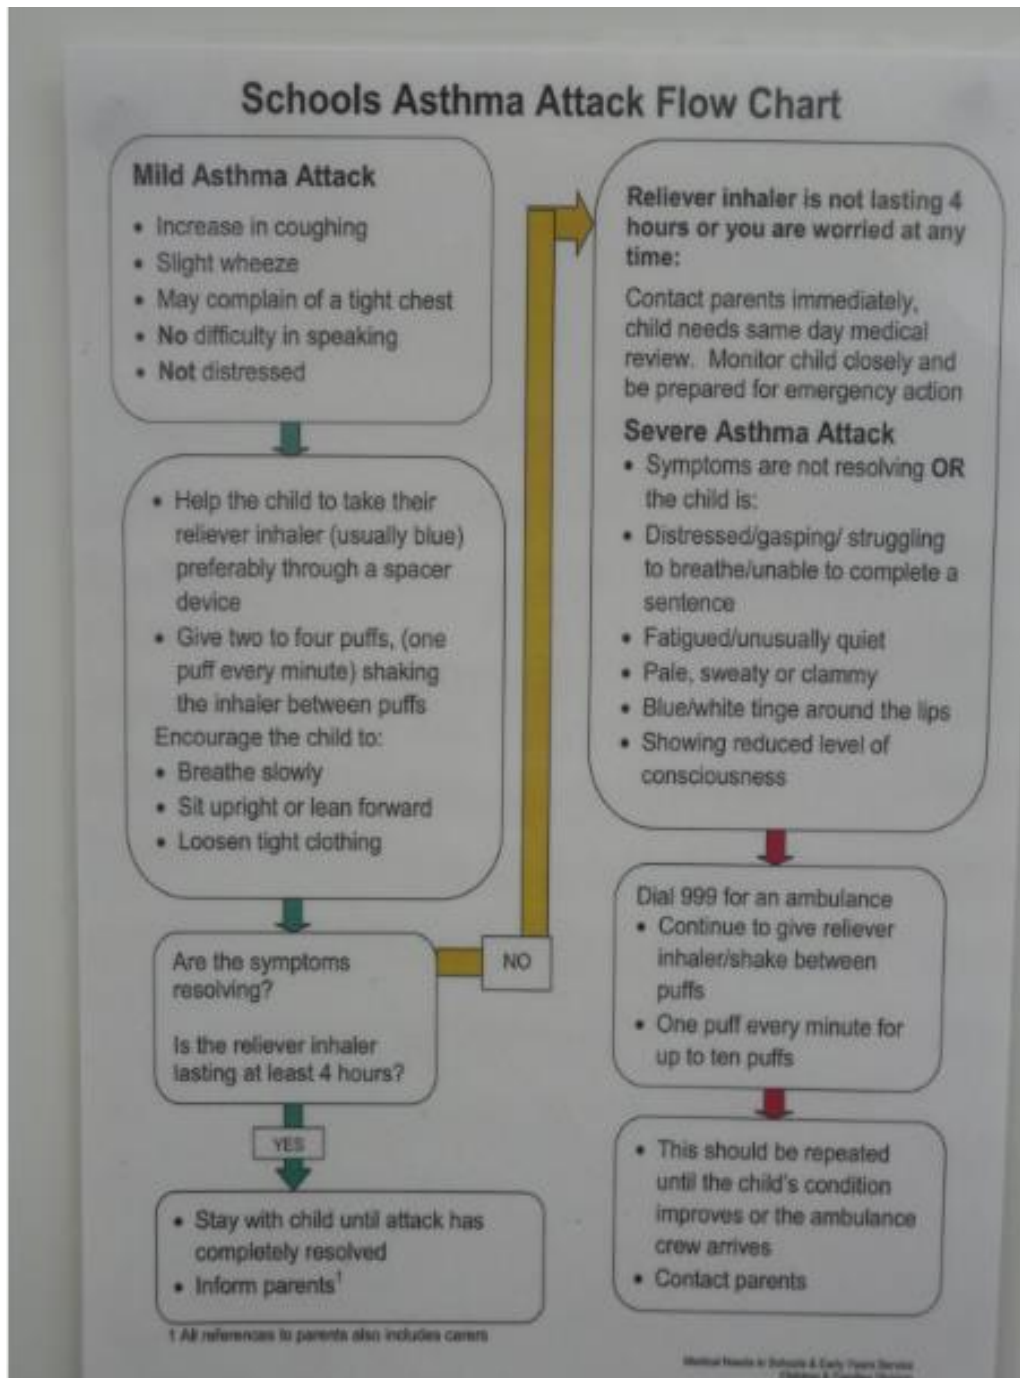 Schools Asthma Attack Flow Chart
Mild Asthma Attack
• Increase in coughing
• Slight wheeze
• May complain of a tight chest
• No difficulty in speaking
• Not distressed
• Help the child to take their
reliever inhaler (usually blue)
preferably through a spacer
device
• Give two to four puffs, (one
puff every minute) shaking
the inhaler between puffs
Encourage the child to:
• Breathe slowly
• Sit upright or lean forward
• Loosen tight clothing
Are the symptoms
resolving?
Is the reliever inhaler
lasting at least 4 hours?
NO
YES
• Stay with child until attack has
completely resolved
• Inform parents†
Reliever inhaler is not lasting 4
hours or you are worried at any
time:
Contact parents immediately,
child needs same day medical
review. Monitor child closely and
be prepared for emergency action
Severe Asthma Attack
• Symptoms are not resolving OR
the child is:
• Distressed/gasping/ struggling
to breathe/unable to complete a
sentence
• Fatigued/unusually quiet
• Pale, sweaty or clammy
• Blue/white tinge around the lips
• Showing reduced level of
consciousness
Dial 999 for an ambulance
• Continue to give reliever
inhaler/shake between
puffs
• One puff every minute for
up to ten puffs
• This should be repeated
until the child's condition
improves or the ambulance
crew arrives
• Contact parents
† All references to parents also includes carers
Medical Needs in Schools & Early Years Service